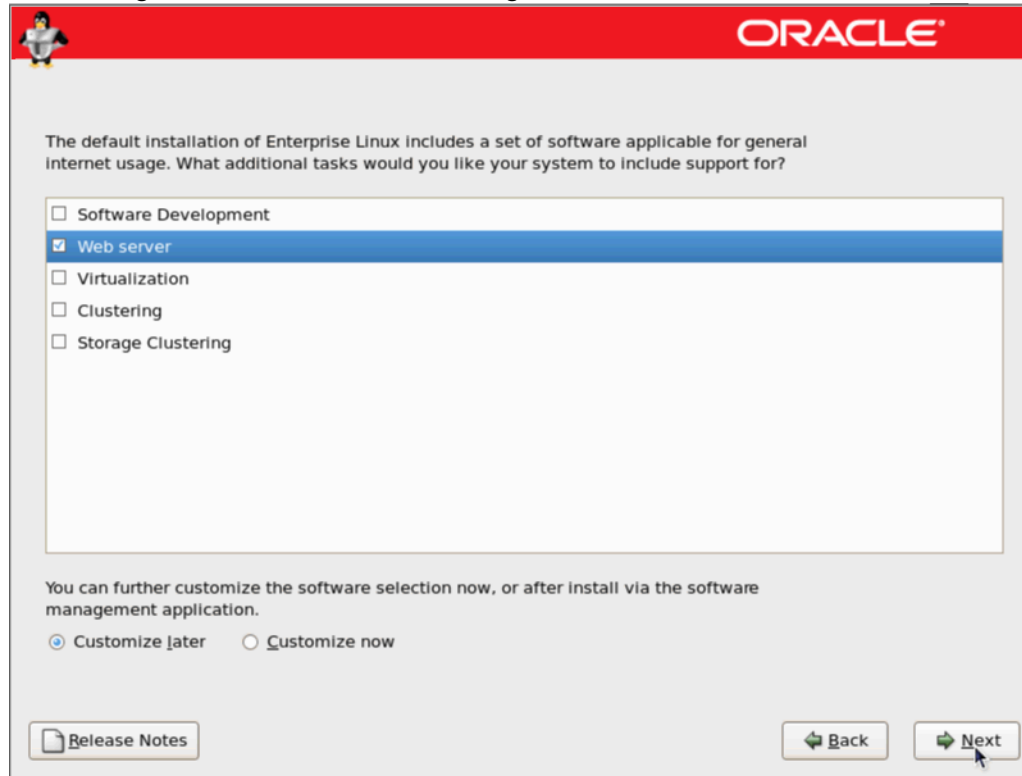 ORACLE
The default installation of Enterprise Linux includes a set of software applicable for general
internet usage. What additional tasks would you like your system to include support for?
Software Development
Web server
Virtualization
Clustering
Storage Clustering
You can further customize the software selection now, or after install via the software
management application.
Customize later Customize now
Release Notes Back Next